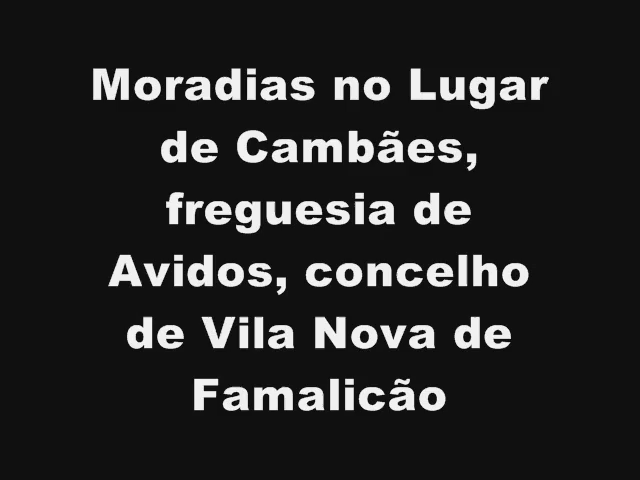 Moradias no Lugar
de Cambães,
freguesia de
Avidos, concelho
de Vila Nova de
Famalicão